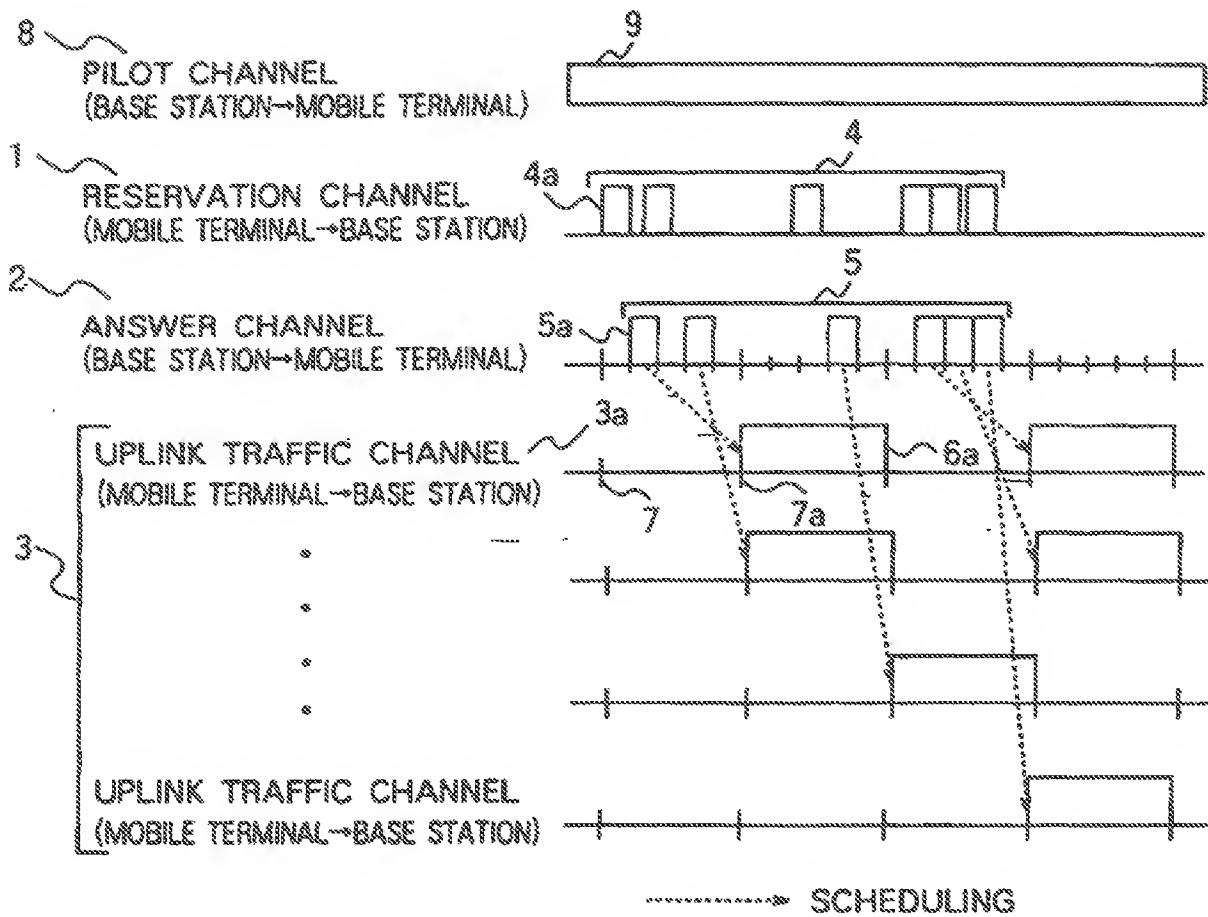 8
PILOT CHANNEL
(BASE STATION→MOBILE TERMINAL)
9
1
RESERVATION CHANNEL
(MOBILE TERMINAL→BASE STATION)
4a
4
2
ANSWER CHANNEL
(BASE STATION→MOBILE TERMINAL)
5a
5
3
UPLINK TRAFFIC CHANNEL
(MOBILE TERMINAL→BASE STATION)
3a
6a
7
7a
UPLINK TRAFFIC CHANNEL
(MOBILE TERMINAL→BASE STATION)
SCHEDULING